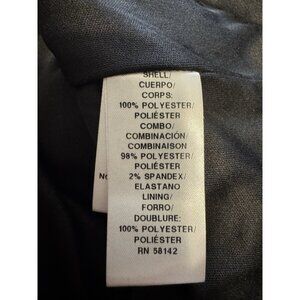 SHELL/
CUERPO/
CORPS:
100% POLYESTER/
POLIÉSTER
COMBO/
COMBINACIÓN/
COMBINAISON
98% POLYESTER/
POLIÉSTER
2% SPANDEX/
ELASTANO
LINING/
FORRO/
DOUBLURE:
100% POLYESTER/
POLIÉSTER
RN 58142